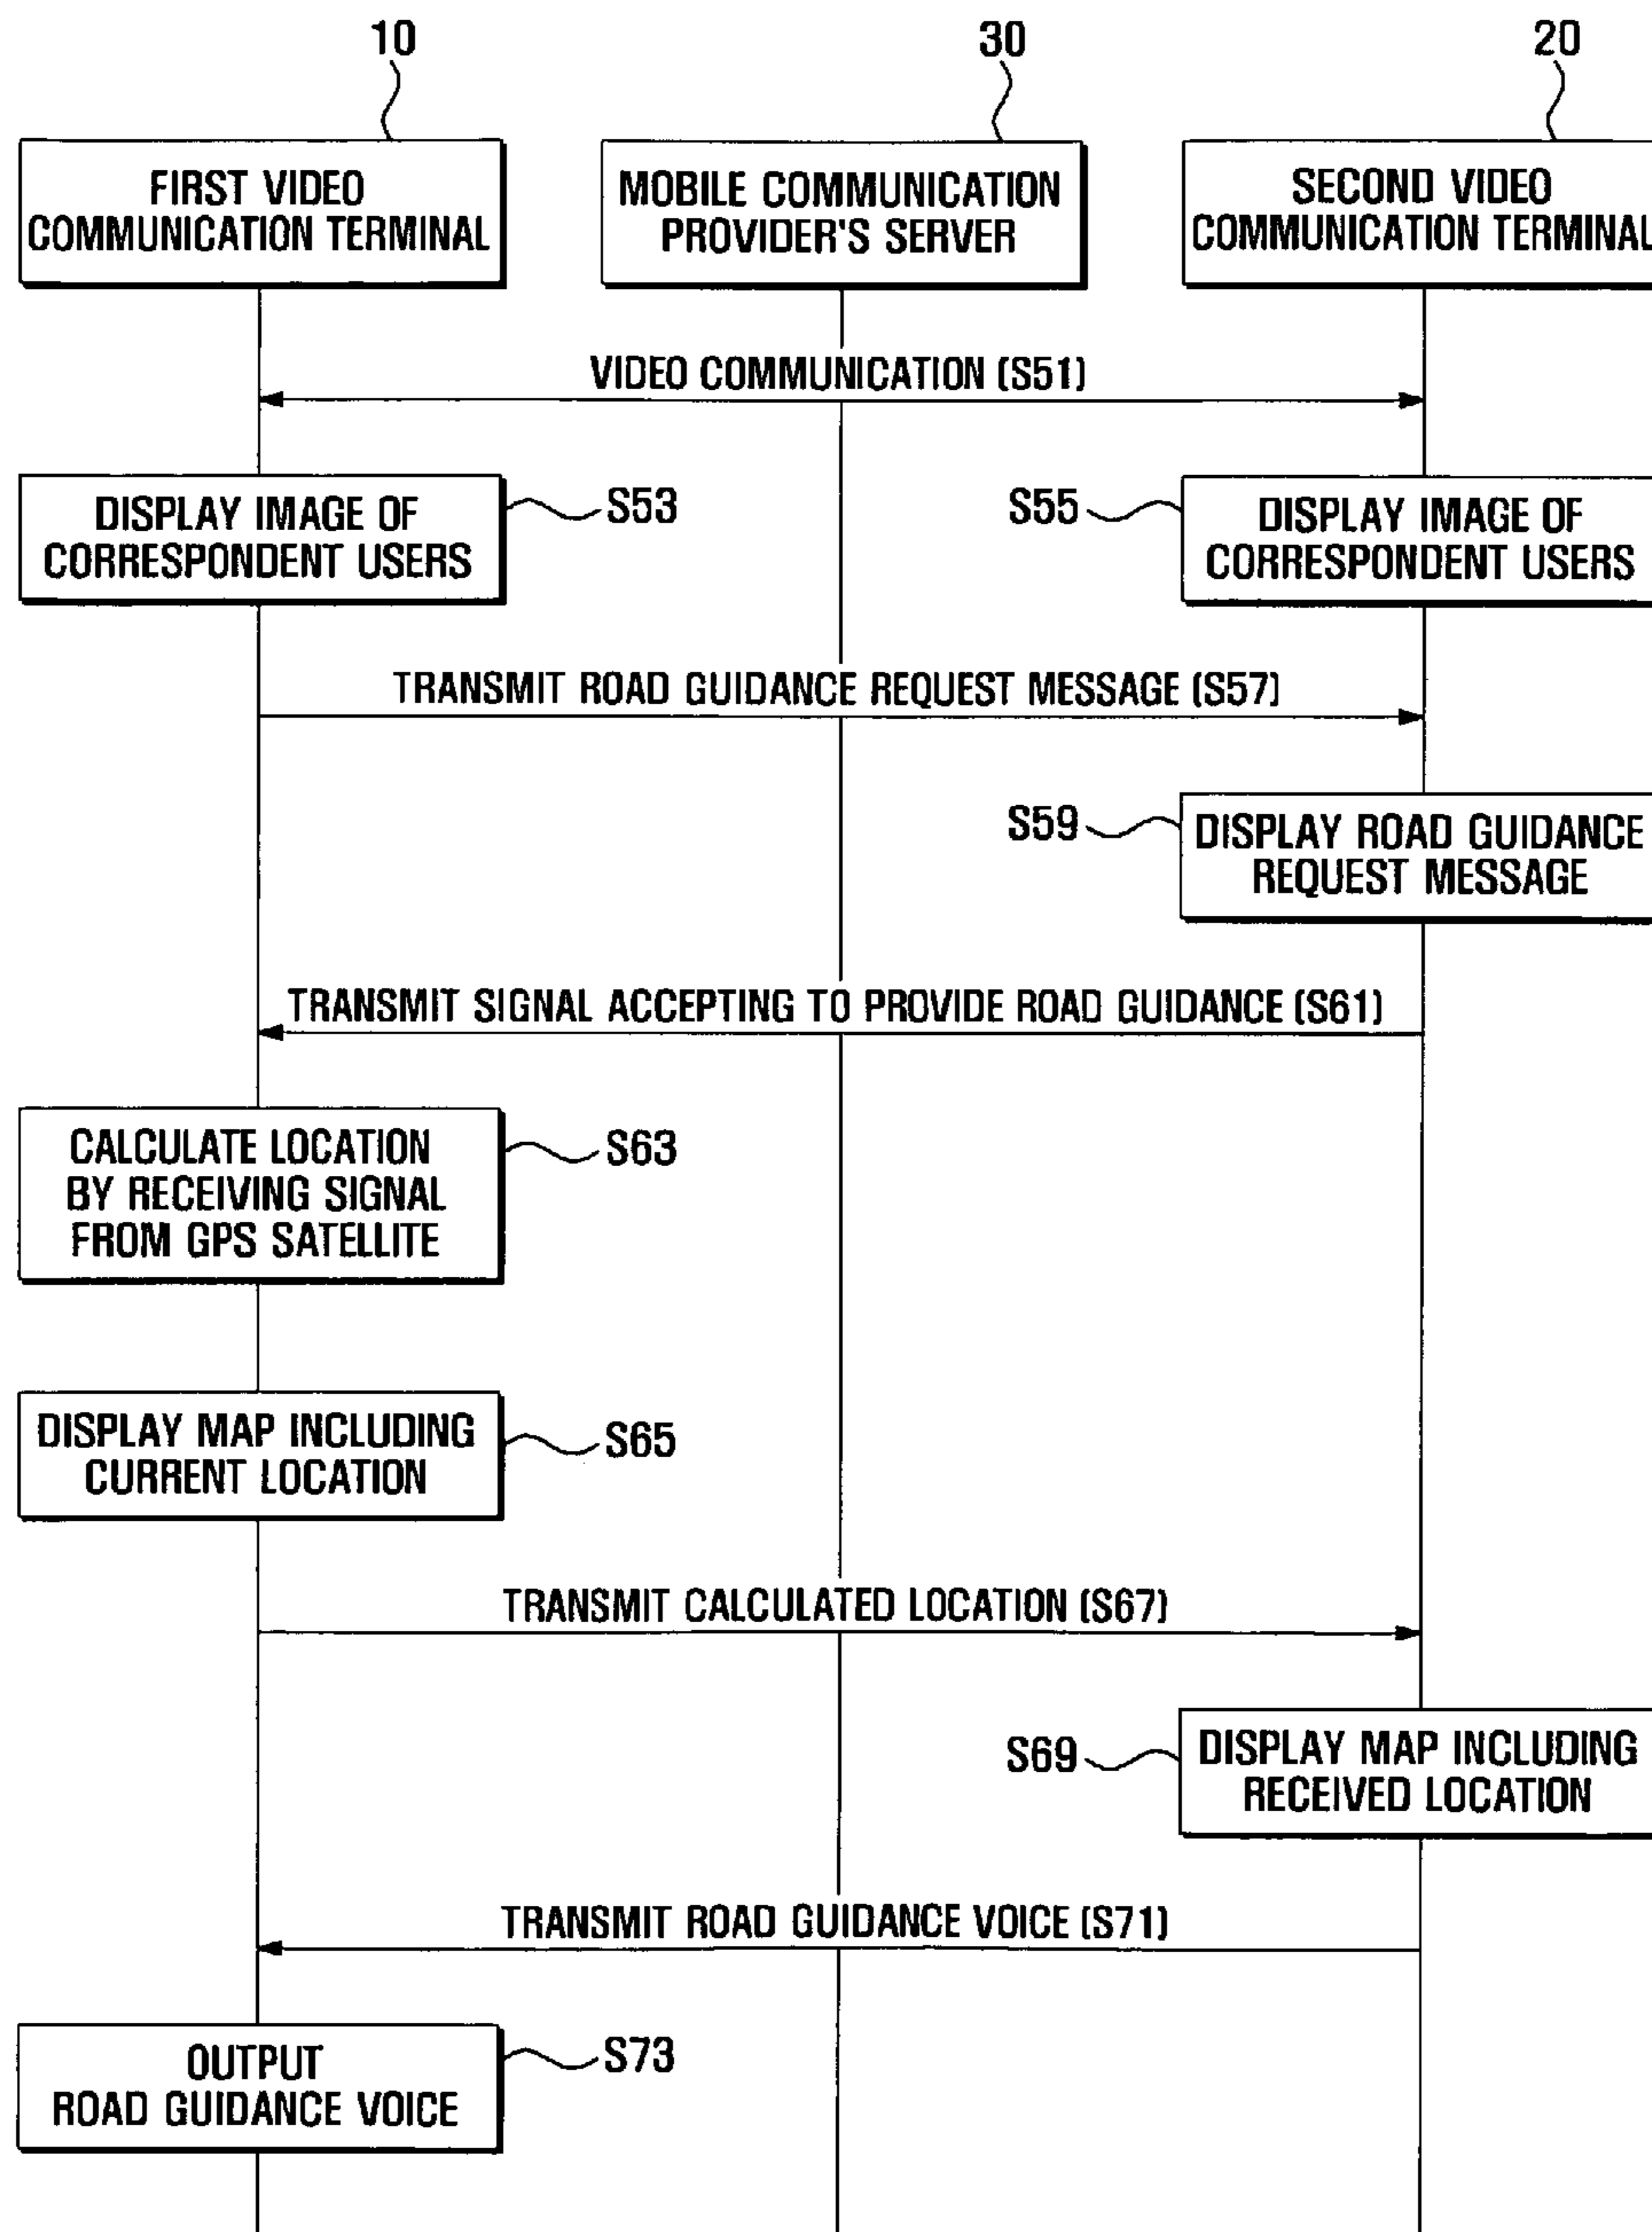 10
30
20
FIRST VIDEO
COMMUNICATION TERMINAL
MOBILE COMMUNICATION
PROVIDER'S SERVER
SECOND VIDEO
COMMUNICATION TERMINAL
VIDEO COMMUNICATION (S51)
DISPLAY IMAGE OF
CORRESPONDENT USERS
S53
S55
DISPLAY IMAGE OF
CORRESPONDENT USERS
TRANSMIT ROAD GUIDANCE REQUEST MESSAGE (S57)
S59
DISPLAY ROAD GUIDANCE
REQUEST MESSAGE
TRANSMIT SIGNAL ACCEPTING TO PROVIDE ROAD GUIDANCE (S61)
CALCULATE LOCATION
BY RECEIVING SIGNAL
FROM GPS SATELLITE
S63
DISPLAY MAP INCLUDING
CURRENT LOCATION
S65
TRANSMIT CALCULATED LOCATION (S67)
S69
DISPLAY MAP INCLUDING
RECEIVED LOCATION
TRANSMIT ROAD GUIDANCE VOICE (S71)
OUTPUT
ROAD GUIDANCE VOICE
S73